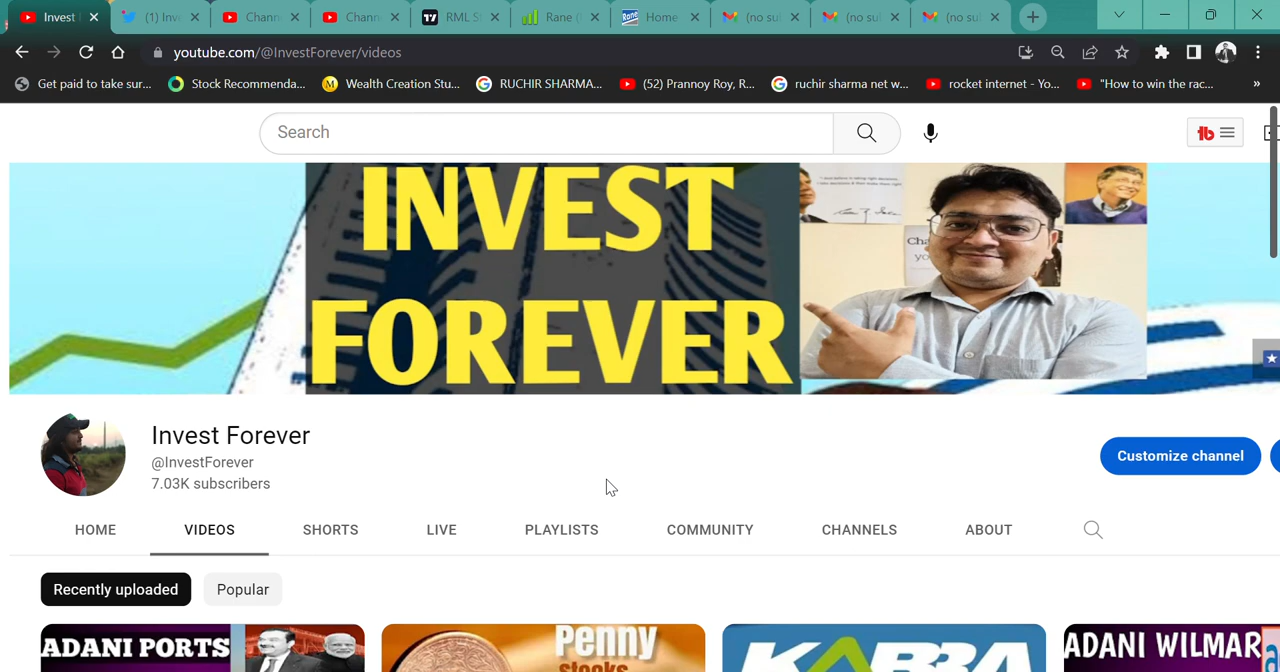 Invest
(1) Inv
Chann
Chann
RML S
Rane (
Home
(no su
(no sul
(no su
youtube.com/@InvestForever/videos
Get paid to take sur...
Stock Recommenda...
Wealth Creation Stu...
RUCHIR SHARMA...
(52) Prannoy Roy, R...
ruchir sharma net w...
rocket internet - Yo...
"How to win the rac...
»
Search
INVEST
FOREVER
Invest Forever
@InvestForever
7.03K subscribers
Customize channel
HOME
VIDEOS
SHORTS
LIVE
PLAYLISTS
COMMUNITY
CHANNELS
ABOUT
Recently uploaded
Popular
ADANI PORTS
Penny
Stocks
KABRA
ADANI WILMAR